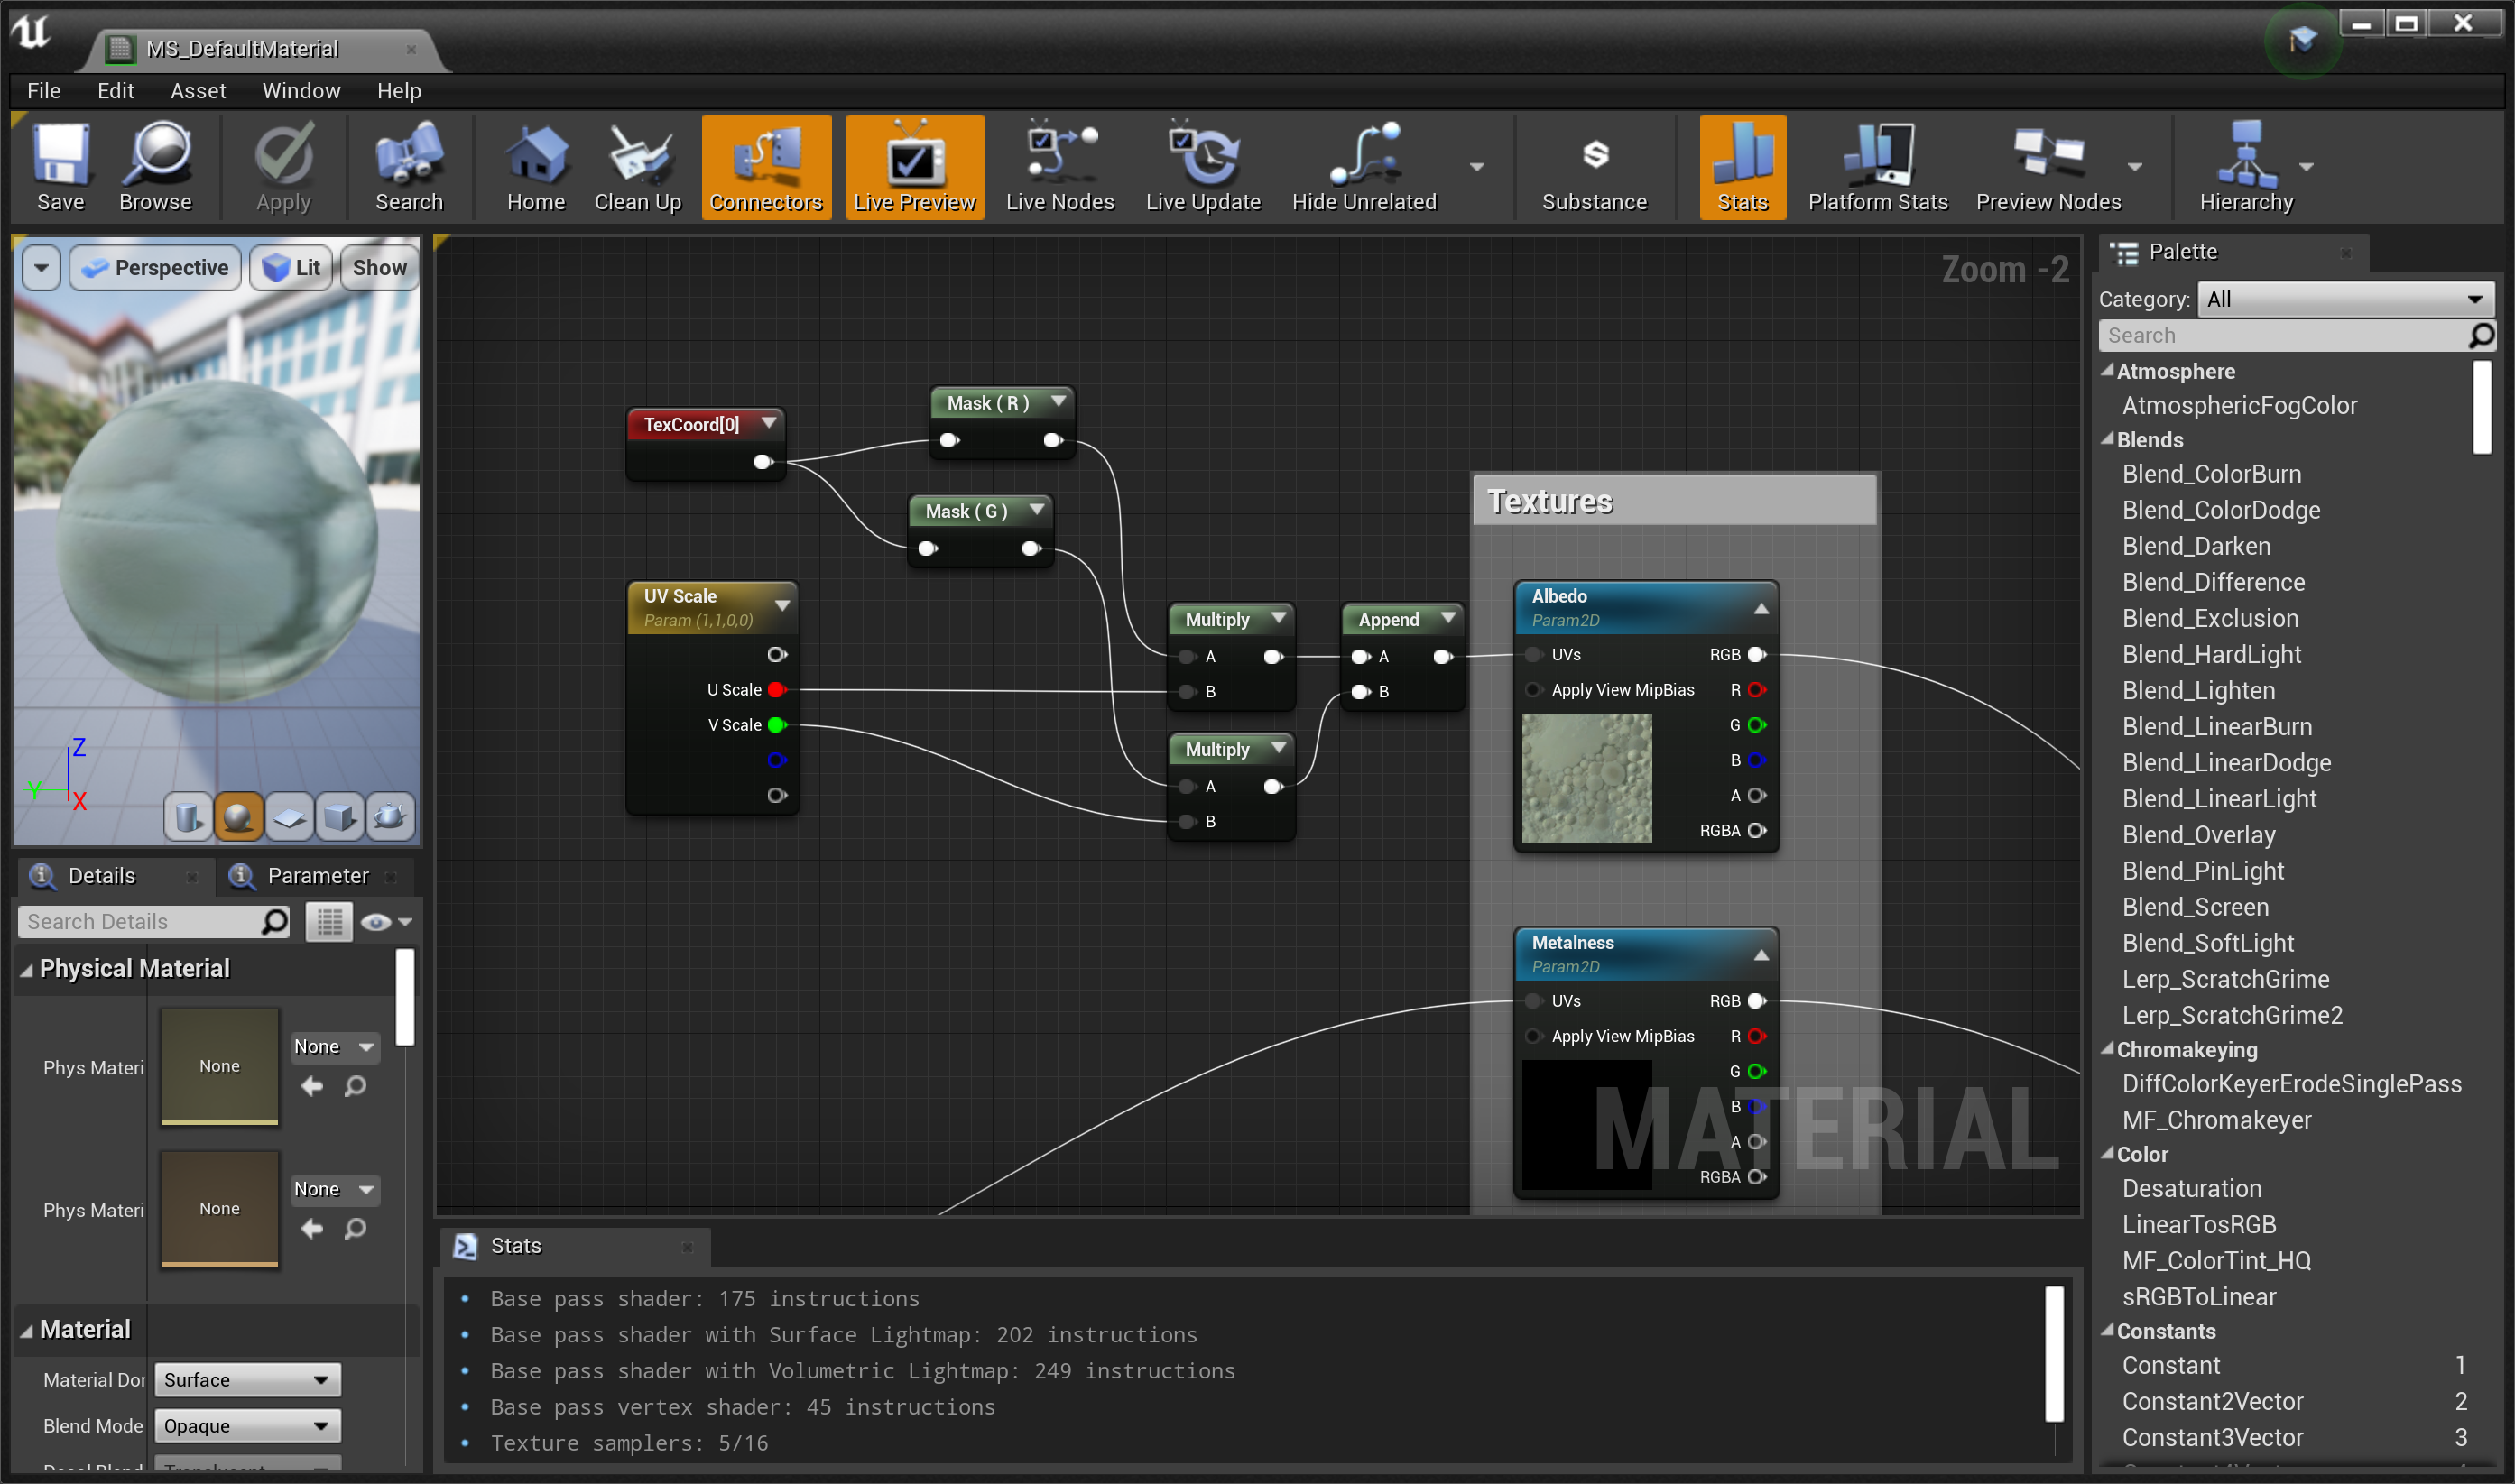 MS_DefaultMaterial
File Edit Asset Window Help
Save Browse Apply Search Home Clean Up Connectors Live Preview Live Nodes Live Update Hide Unrelated Substance Stats Platform Stats Preview Nodes Hierarchy
Perspective Lit Show
Z
Y
X
Details Parameter
Search Details
Physical Material
Phys Materi None None
Phys Materi None None
Material
Material Dor Surface
Blend Mode Opaque
Zoom -2
TexCoord[0]
Mask ( R )
Mask ( G )
UV Scale
Param (1,1,0,0)
U Scale
V Scale
Multiply
A
B
Multiply
A
B
Append
A
B
Textures
Albedo
Param2D
UVs RGB
Apply View MipBias R
G
B
A
RGBA
Metalness
Param2D
UVs RGB
Apply View MipBias R
G
B
A
RGBA
MATERIAL
Stats
Base pass shader: 175 instructions
Base pass shader with Surface Lightmap: 202 instructions
Base pass shader with Volumetric Lightmap: 249 instructions
Base pass vertex shader: 45 instructions
Texture samplers: 5/16
Palette
Category: All
Search
Atmosphere
AtmosphericFogColor
Blends
Blend_ColorBurn
Blend_ColorDodge
Blend_Darken
Blend_Difference
Blend_Exclusion
Blend_HardLight
Blend_Lighten
Blend_LinearBurn
Blend_LinearDodge
Blend_LinearLight
Blend_Overlay
Blend_PinLight
Blend_Screen
Blend_SoftLight
Lerp_ScratchGrime
Lerp_ScratchGrime2
Chromakeying
DiffColorKeyerErodeSinglePass
MF_Chromakeyer
Color
Desaturation
LinearTosRGB
MF_ColorTint_HQ
sRGBToLinear
Constants
Constant 1
Constant2Vector 2
Constant3Vector 3